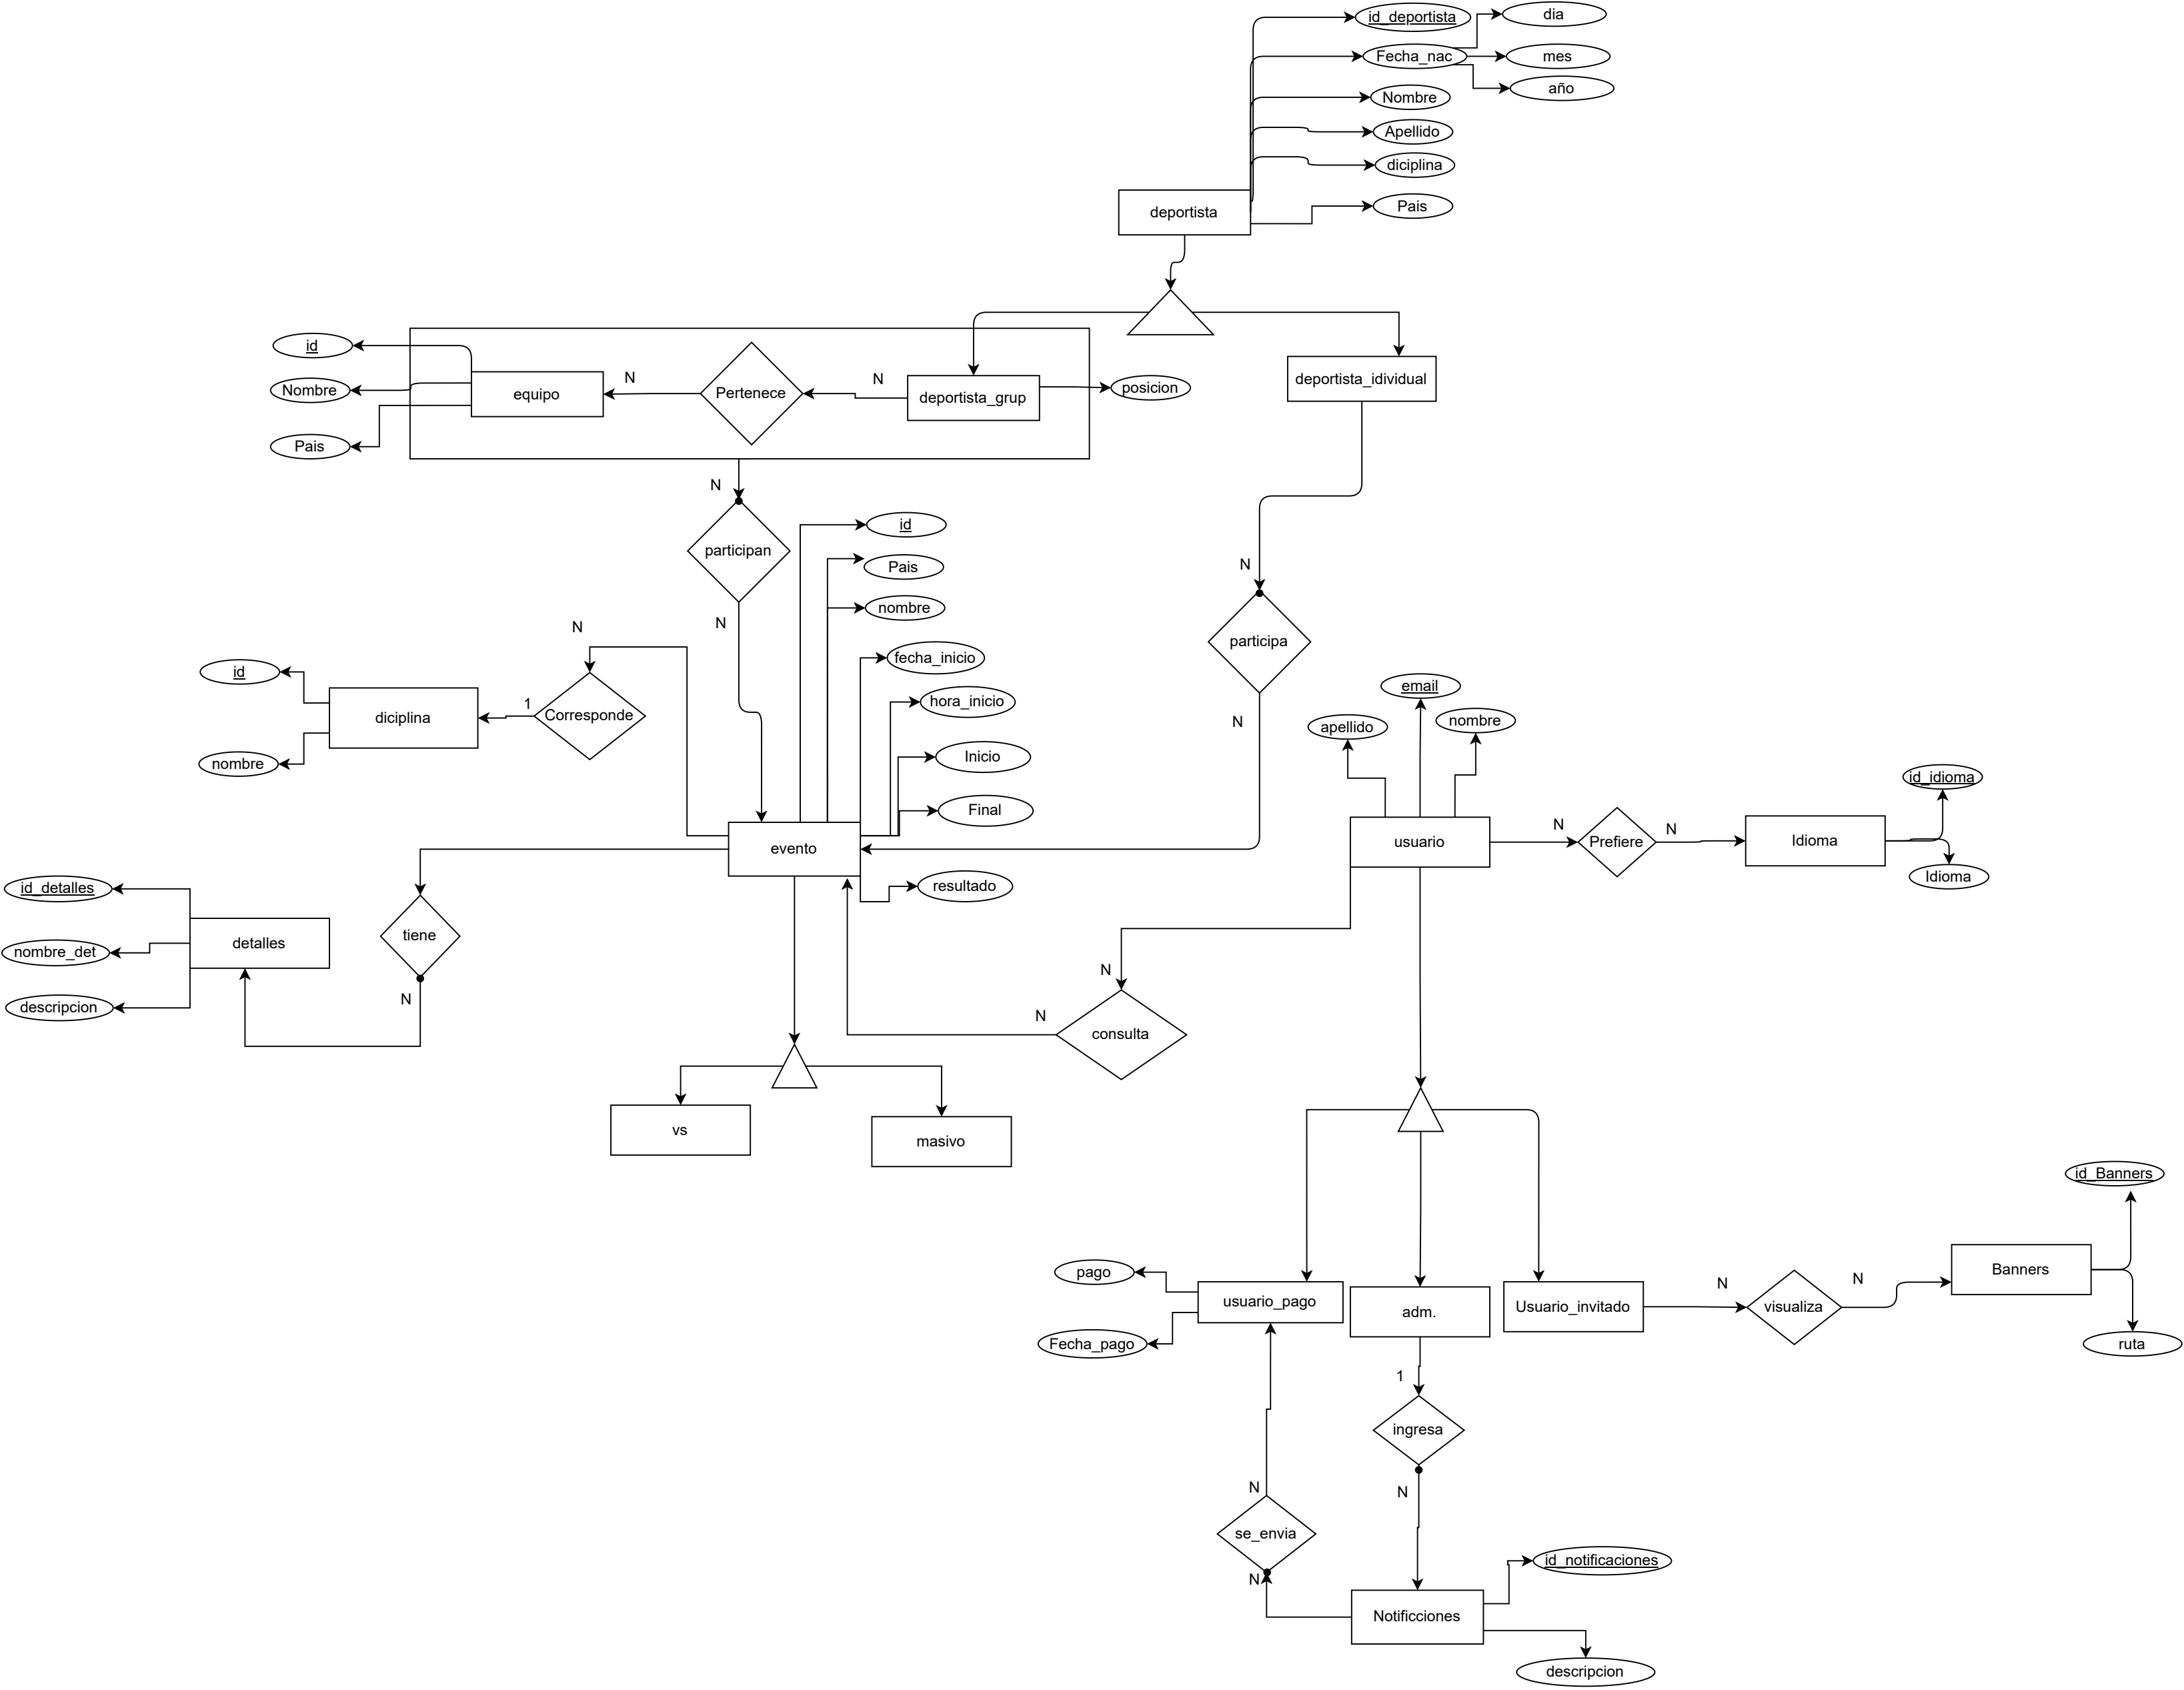 id_deportista
dia
Fecha_nac
mes
año
Nombre
Apellido
diciplina
Pais
deportista
id
Nombre
Pais
equipo
N
Pertenece
N
deportista_grup
posicion
deportista_idividual
N
participan
N
id
Pais
nombre
fecha_inicio
hora_inicio
Inicio
Final
resultado
N
participa
N
id
nombre
diciplina
1
Corresponde
N
evento
email
apellido
nombre
usuario
N
Prefiere
N
Idioma
id_idioma
Idioma
id_detalles
nombre_det
descripcion
detalles
tiene
N
N
consulta
N
vs
masivo
pago
Fecha_pago
usuario_pago
adm.
Usuario_invitado
N
visualiza
N
Banners
id_Banners
ruta
1
ingresa
N
N
se_envia
N
Notificciones
id_notificaciones
descripcion